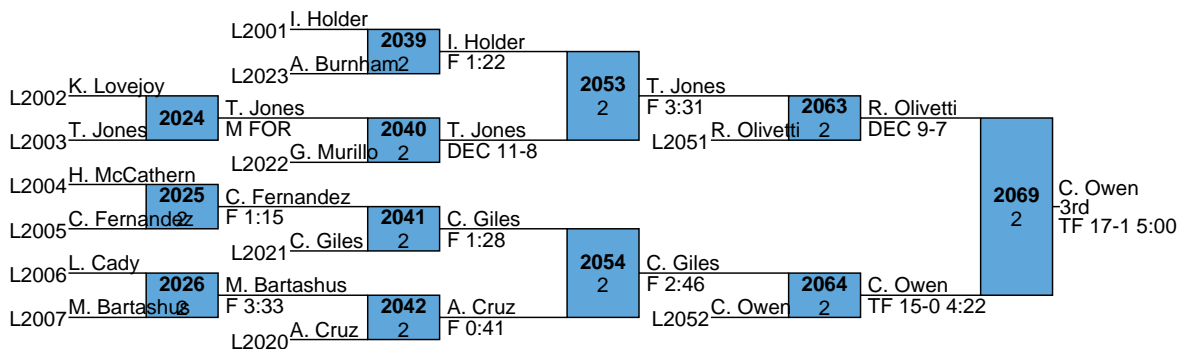 L2001 I. Holder
2039
2
L2023 A. Burnham
I. Holder
F 1:22
L2002 K. Lovejoy
2024
L2003 T. Jones
T. Jones
M FOR
2040
2
L2022 G. Murillo
T. Jones
DEC 11-8
2053
2
T. Jones
F 3:31
2063
2
L2051 R. Olivetti
R. Olivetti
DEC 9-7
L2004 H. McCathern
2025
2
L2005 C. Fernandez
C. Fernandez
F 1:15
2041
2
L2021 C. Giles
C. Giles
F 1:28
L2006 L. Cady
2026
2
L2007 M. Bartashus
M. Bartashus
F 3:33
2042
2
L2020 A. Cruz
A. Cruz
F 0:41
2054
2
C. Giles
F 2:46
2064
2
L2052 C. Owen
C. Owen
TF 15-0 4:22
2069
2
C. Owen
3rd
TF 17-1 5:00